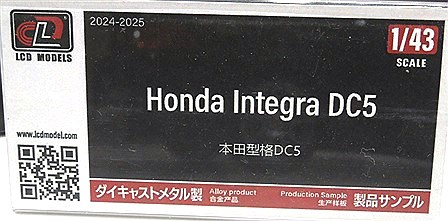 LCD MODELS
2024-2025
1/43
SCALE
Honda Integra DC5
本田型格DC5
www.lcdmodel.com
ダイキャストメタル製
Alloy product
合金产品
Production Sample
生产样板
製品サンプル